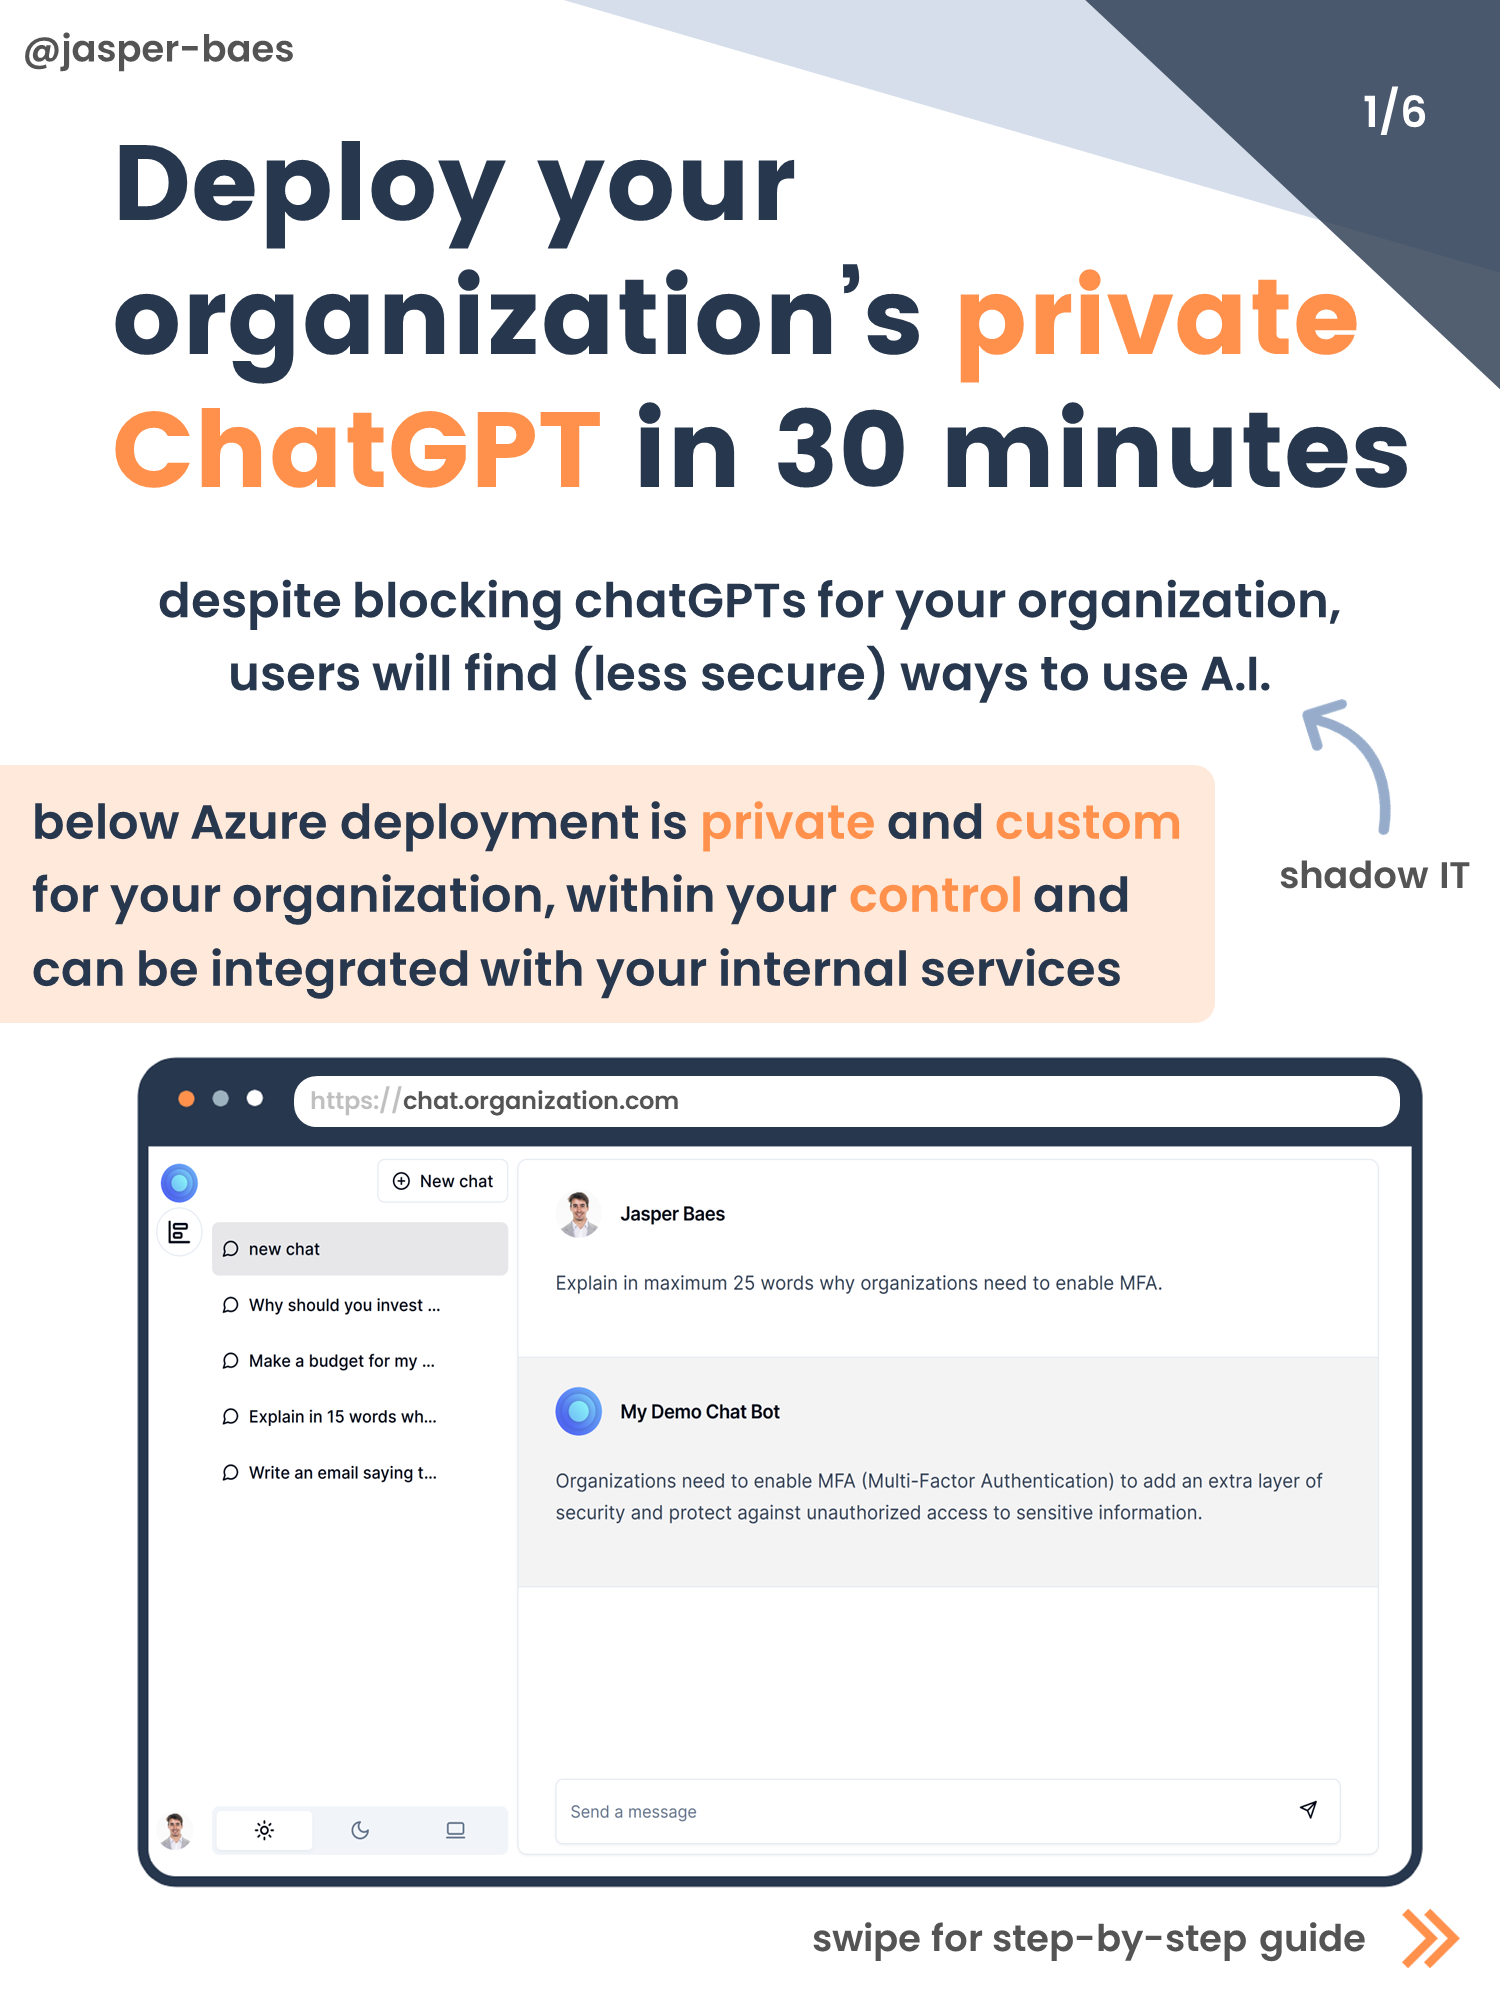 @jasper-baes
1/6
Deploy your
organization’s private
ChatGPT in 30 minutes
despite blocking chatGPTs for your organization,
users will find (less secure) ways to use A.I.
shadow IT
below Azure deployment is private and custom
for your organization, within your control and
can be integrated with your internal services
https://chat.organization.com
New chat
new chat
Why should you invest ...
Make a budget for my ...
Explain in 15 words wh...
Write an email saying t...
Jasper Baes
Explain in maximum 25 words why organizations need to enable MFA.
My Demo Chat Bot
Organizations need to enable MFA (Multi-Factor Authentication) to add an extra layer of
security and protect against unauthorized access to sensitive information.
Send a message
swipe for step-by-step guide